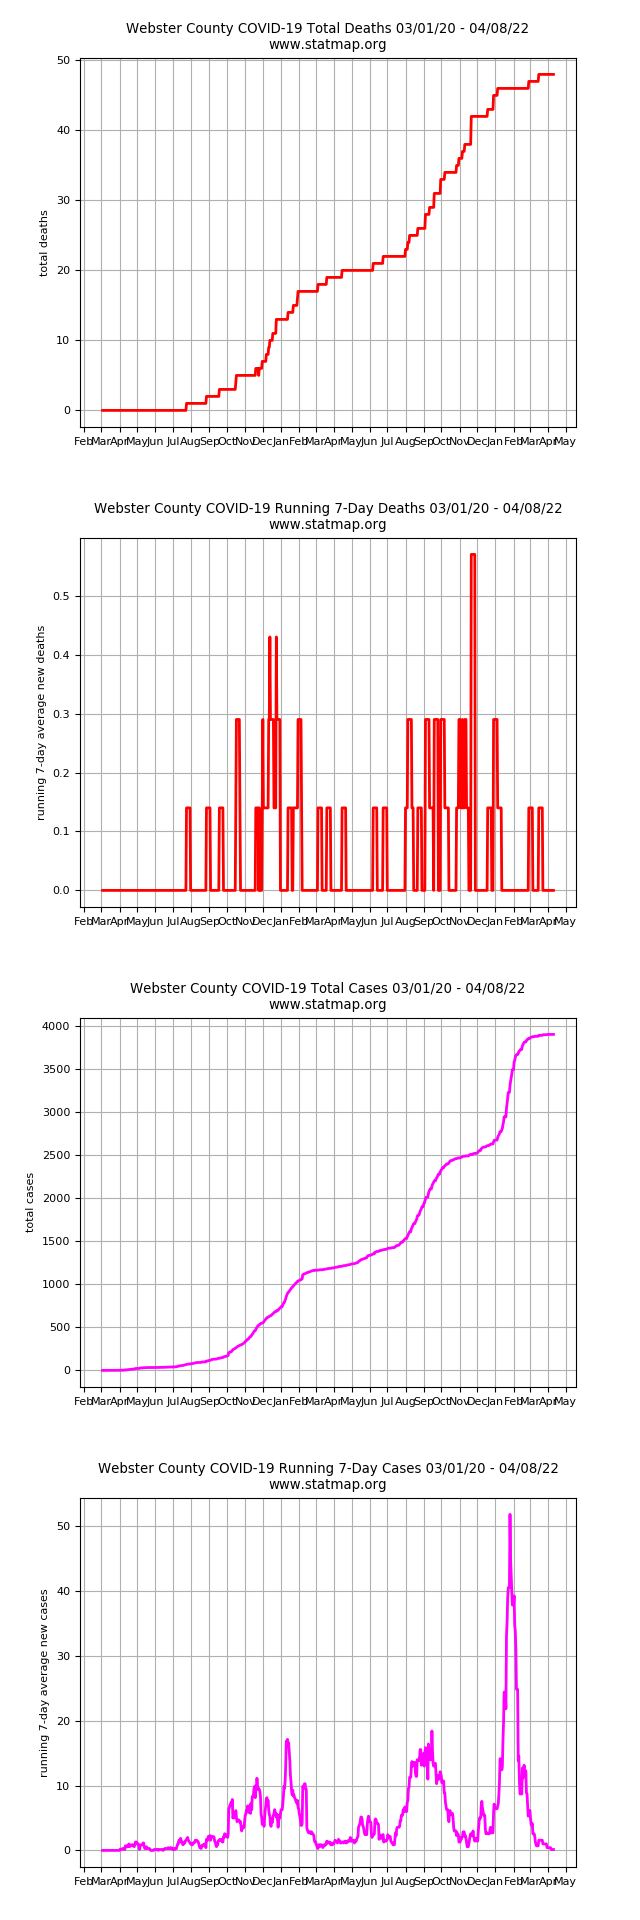 Webster County COVID-19 Total Deaths 03/01/20 - 04/08/22
www.statmap.org
50
40
30
20
10
0
total deaths
Feb Mar Apr May Jun Jul Aug Sep Oct Nov Dec Jan Feb Mar Apr May Jun Jul Aug Sep Oct Nov Dec Jan Feb Mar Apr May
Webster County COVID-19 Running 7-Day Deaths 03/01/20 - 04/08/22
www.statmap.org
0.5
0.4
0.3
0.2
0.1
0.0
running 7-day average new deaths
Feb Mar Apr May Jun Jul Aug Sep Oct Nov Dec Jan Feb Mar Apr May Jun Jul Aug Sep Oct Nov Dec Jan Feb Mar Apr May
Webster County COVID-19 Total Cases 03/01/20 - 04/08/22
www.statmap.org
4000
3500
3000
2500
2000
1500
1000
500
0
total cases
Feb Mar Apr May Jun Jul Aug Sep Oct Nov Dec Jan Feb Mar Apr May Jun Jul Aug Sep Oct Nov Dec Jan Feb Mar Apr May
Webster County COVID-19 Running 7-Day Cases 03/01/20 - 04/08/22
www.statmap.org
50
40
30
20
10
0
running 7-day average new cases
Feb Mar Apr May Jun Jul Aug Sep Oct Nov Dec Jan Feb Mar Apr May Jun Jul Aug Sep Oct Nov Dec Jan Feb Mar Apr May